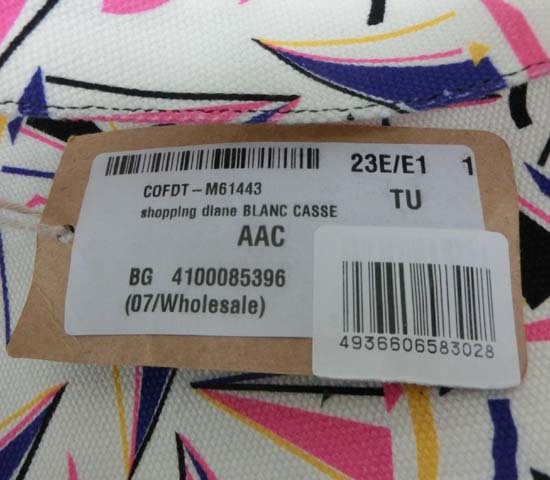 23E/E1 1
COFDT-M61443
TU
shopping diane BLANC CASSE
AAC
BG 4100085396
(07/Wholesale)
4936606583028